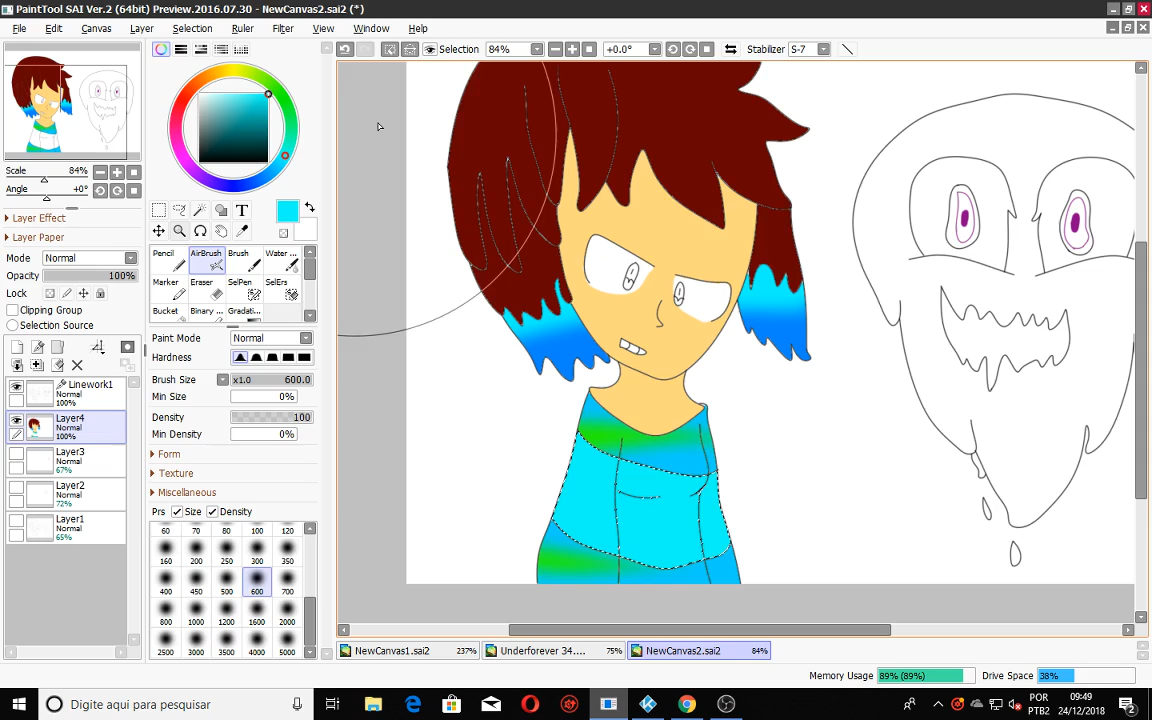 PaintTool SAI Ver.2 (64bit) Preview.2016.07.30 - NewCanvas2.sai2 (*)
File Edit Canvas Layer Selection Ruler Filter View Window Help
Selection 84% +0.0° Stabilizer S-7
Scale 84%
Angle +0°
Layer Effect
Layer Paper
Mode Normal
Opacity 100%
Lock
Clipping Group
Selection Source
Linework1
Normal
100%
Layer4
Normal
100%
Layer3
Normal
67%
Layer2
Normal
72%
Layer1
Normal
65%
T
Pencil AirBrush Brush Water ...
Marker Eraser SelPen SelErs
Bucket Binary ... Gradati...
Paint Mode Normal
Hardness
Brush Size x1.0 600.0
Min Size 0%
Density 100
Min Density 0%
Form
Texture
Miscellaneous
Prs Size Density
60 70 80 100 120
160 200 250 300 350
400 450 500 600 700
800 1000 1200 1600 2000
2500 3000 3500 4000 5000
NewCanvas1.sai2 237% Underforever 34.... 75% NewCanvas2.sai2 84%
Memory Usage 89% (89%) Drive Space 38%
Digite aqui para pesquisar
POR
PTB2
09:49
24/12/2018
2